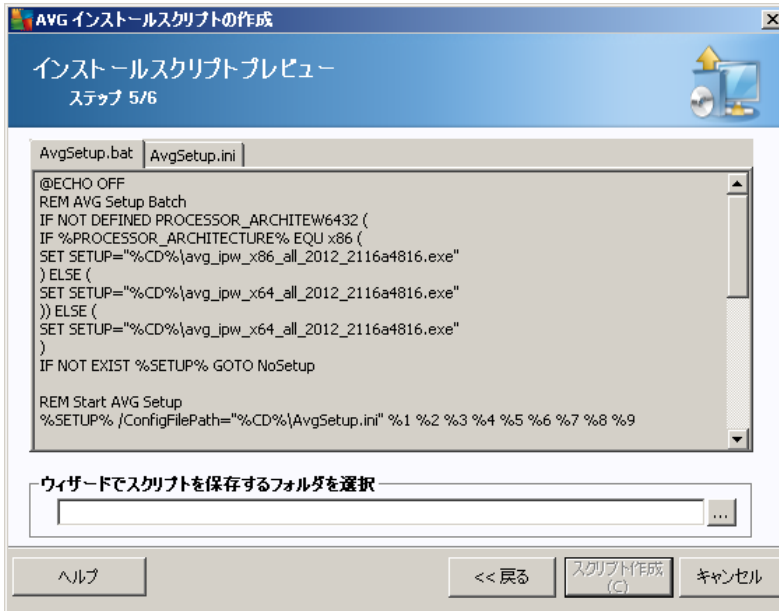 AVG インストールスクリプトの作成
インストールスクリプトプレビュー
ステップ 5/6
AvgSetup.bat AvgSetup.ini
@ECHO OFF
REM AVG Setup Batch
IF NOT DEFINED PROCESSOR_ARCHITEW6432 (
IF %PROCESSOR_ARCHITECTURE% EQU x86 (
SET SETUP="%CD%\avg_ipw_x86_all_2012_2116a4816.exe"
) ELSE (
SET SETUP="%CD%\avg_ipw_x64_all_2012_2116a4816.exe"
)) ELSE (
SET SETUP="%CD%\avg_ipw_x64_all_2012_2116a4816.exe"
)
IF NOT EXIST %SETUP% GOTO NoSetup
REM Start AVG Setup
%SETUP% /ConfigFilePath="%CD%\AvgSetup.ini" %1 %2 %3 %4 %5 %6 %7 %8 %9
ウィザードでスクリプトを保存するフォルダを選択
...
ヘルプ << 戻る スクリプト作成 キャンセル
(C)